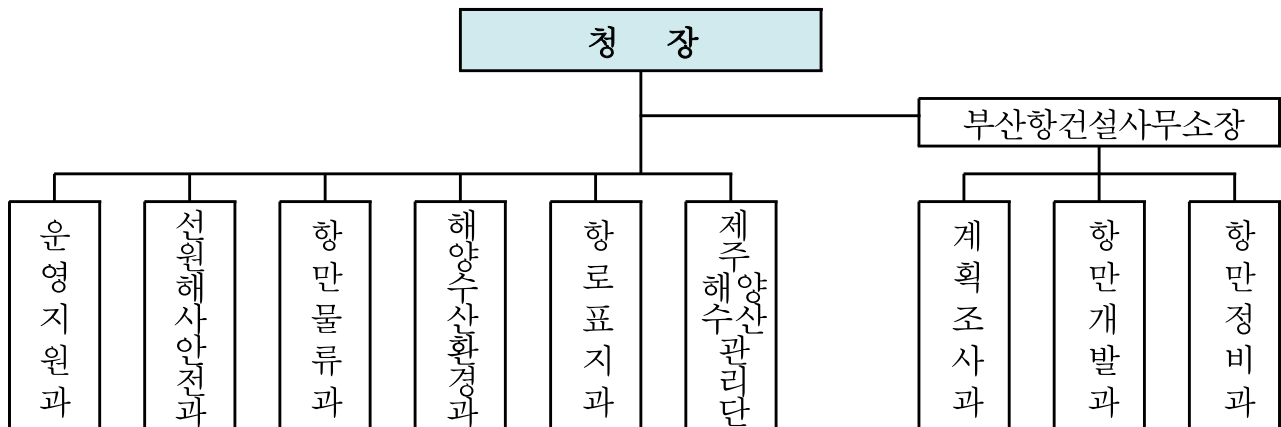 청 장
부산항건설사무소장
운영지원과
선원해사안전과
항만물류과
해양수산환경과
항로표지과
제주해양수산관리단
계획조사과
항만개발과
항만정비과